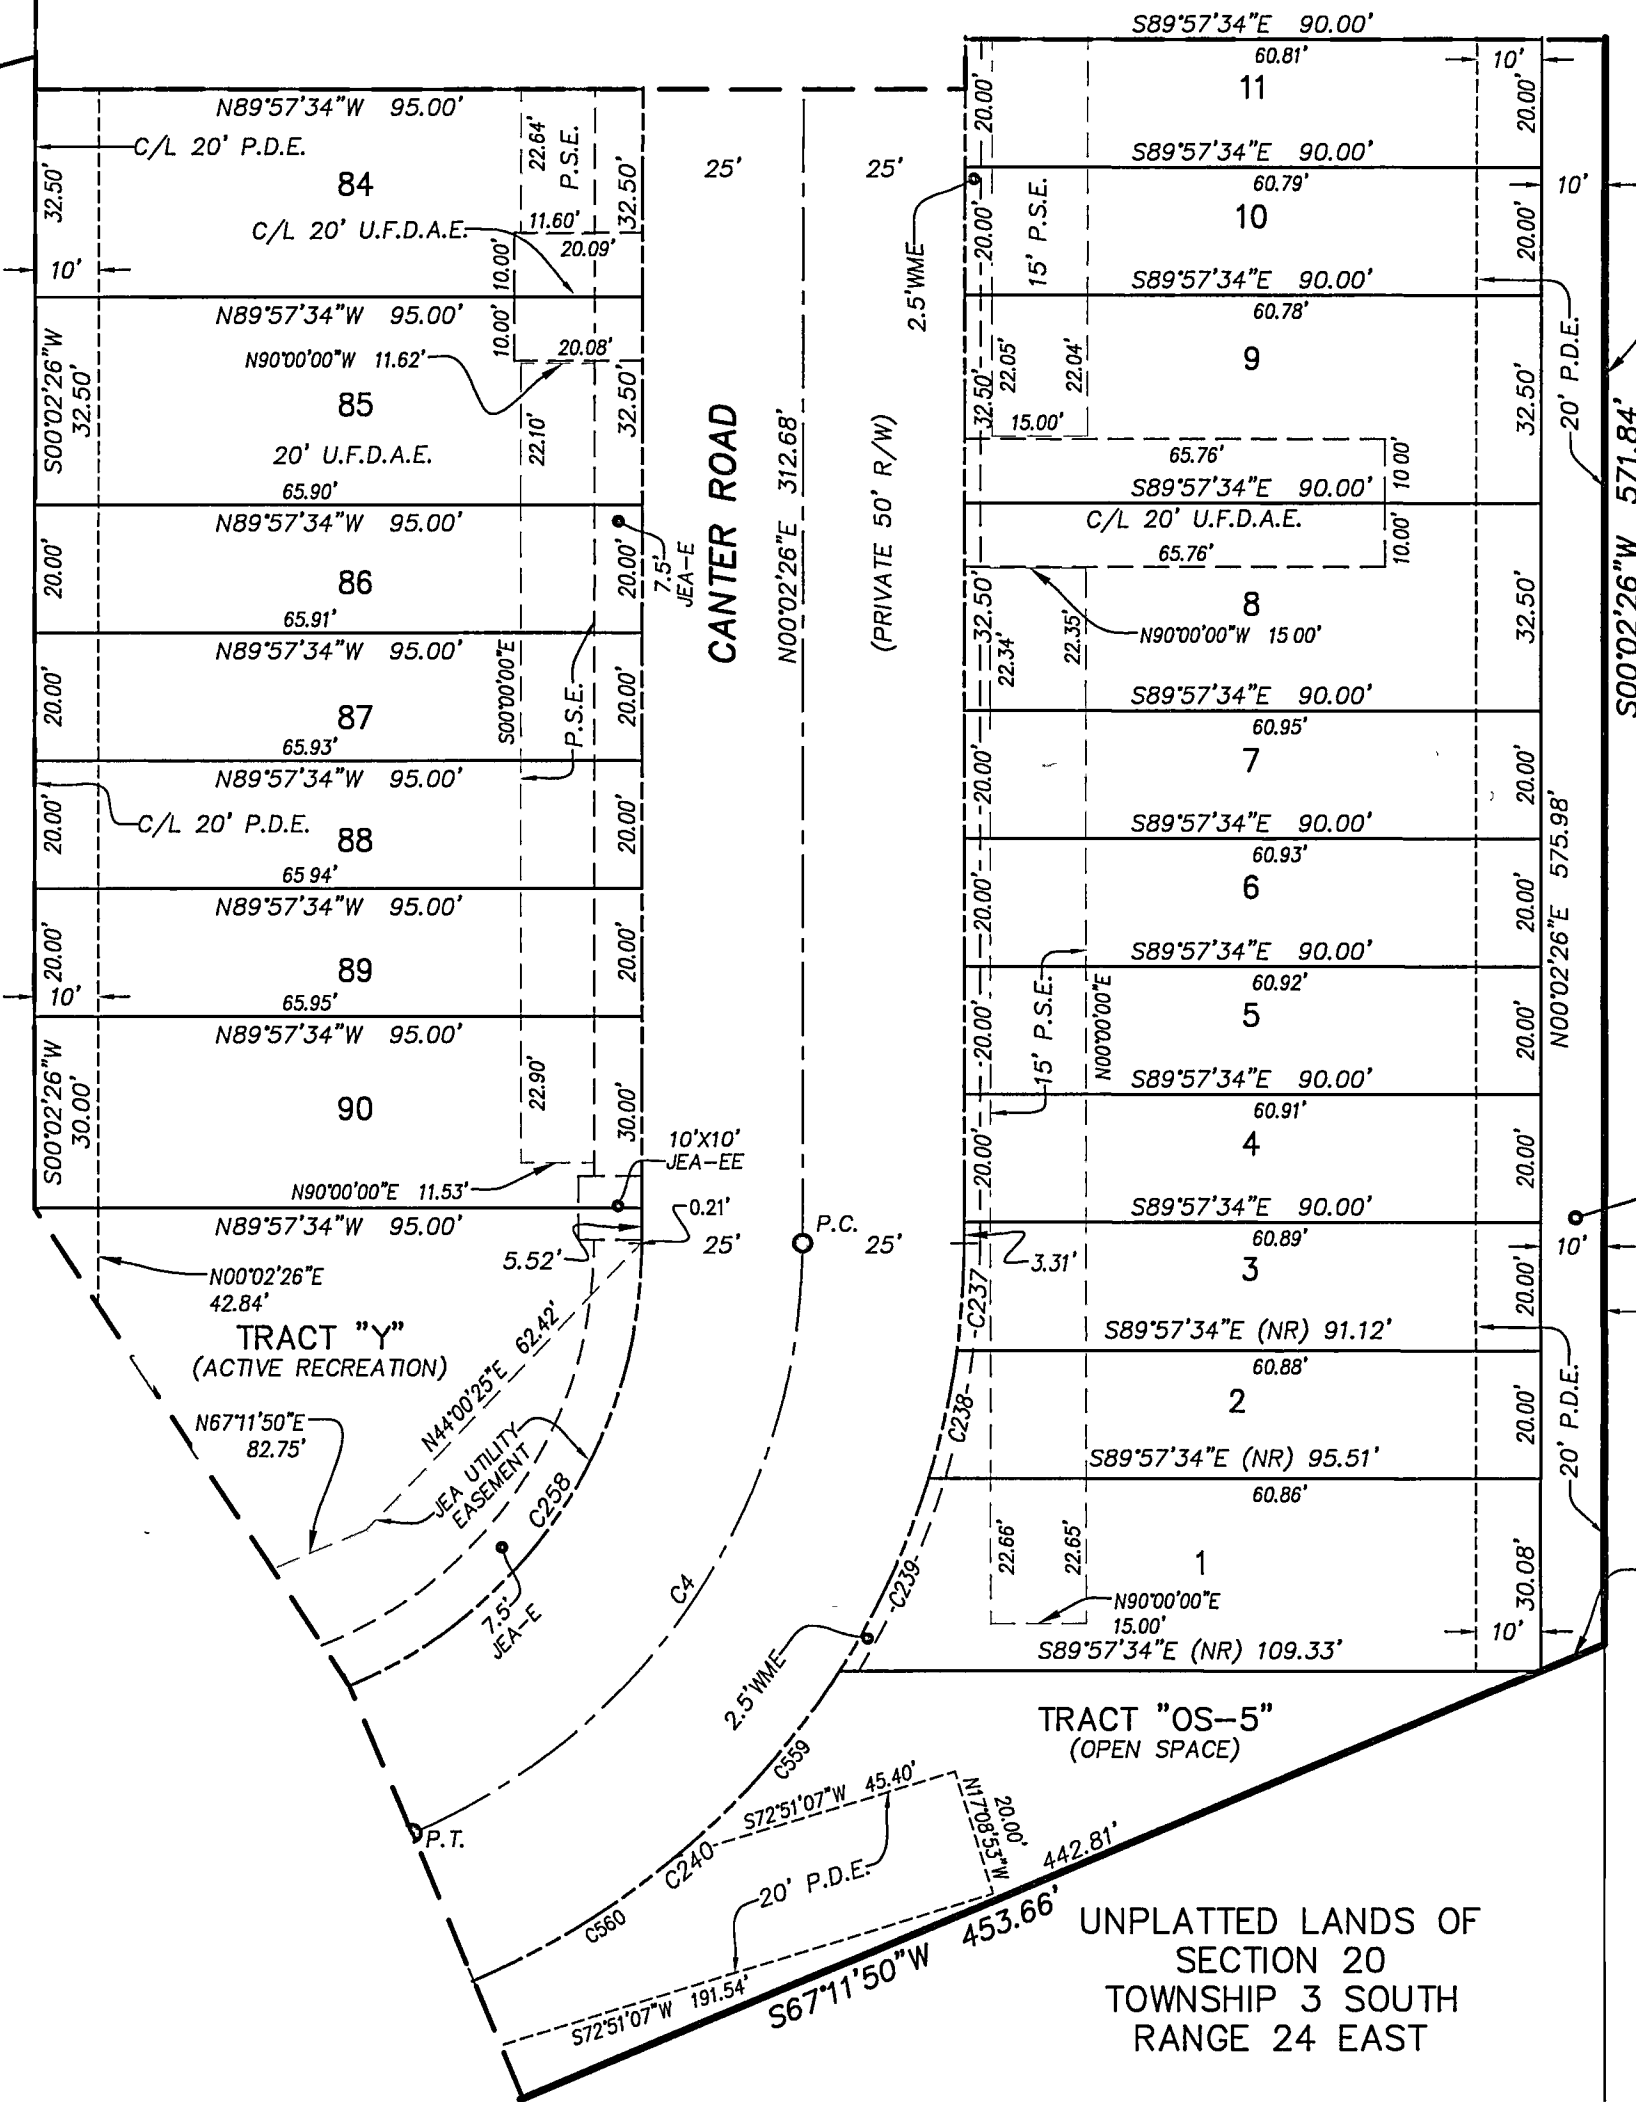 S89°57'34"E 90.00'
60.81'
10'
11
20.00'
20.00'
S89°57'34"E 90.00'
N89°57'34"W 95.00'
C/L 20' P.D.E.
22.64'
P.S.E.
32.50'
84
32.50'
C/L 20' U.F.D.A.E.
11.60'
20.09'
10.00'
10'
25'
25'
2.5'WME
60.79'
10'
10
20.00'
15' P.S.E.
20.00'
S89°57'34"E 90.00'
60.78'
N89°57'34"W 95.00'
10.00'
20.08'
N90°00'00"W 11.62'
S00°02'26"W
32.50'
85
22.10'
32.50'
20' U.F.D.A.E.
65.90'
CANTER ROAD
N00°02'26"E 312.68'
(PRIVATE 50' R/W)
9
32.50'
22.05'
22.04'
32.50'
15.00'
20' P.D.E.
S00°02'26"W 571.84'
65.76'
10 00'
S89°57'34"E 90.00'
C/L 20' U.F.D.A.E.
65.76'
10.00'
N89°57'34"W 95.00'
20.00'
86
20.00'
7.5'
JEA-E
65.91'
8
32.50'
22.34'
22.35'
N90°00'00"W 15 00'
32.50'
N89°57'34"W 95.00'
20.00'
87
S00°00'00"E
P.S.E.
20.00'
65.93'
S89°57'34"E 90.00'
60.95'
7
20.00'
20.00'
N89°57'34"W 95.00'
C/L 20' P.D.E.
20.00'
88
20.00'
65 94'
S89°57'34"E 90.00'
60.93'
6
20.00'
20.00'
N00°02'26"E 575.98'
N89°57'34"W 95.00'
20.00'
89
20.00'
10'
65.95'
S89°57'34"E 90.00'
60.92'
5
20.00'
15' P.S.E.
N00°00'00"E
20.00'
N89°57'34"W 95.00'
S00°02'26"W
30.00'
90
22.90'
30.00'
10'X10'
JEA-EE
N90°00'00"E 11.53'
S89°57'34"E 90.00'
60.91'
4
20.00'
20.00'
N89°57'34"W 95.00'
0.21'
5.52'
25'
P.C.
25'
S89°57'34"E 90.00'
60.89'
3.31'
3
10'
20.00'
C237
N00°02'26"E
42.84'
TRACT "Y"
(ACTIVE RECREATION)
N44°00'25"E 62.42'
S89°57'34"E (NR) 91.12'
60.88'
2
C238
20.00'
20' P.D.E.
N67°11'50"E
82.75'
JEA UTILITY
EASEMENT
C258
S89°57'34"E (NR) 95.51'
60.86'
1
22.66'
22.65'
C239
30.08'
N90°00'00"E
15.00'
10'
7.5'
JEA-E
C4
S89°57'34"E (NR) 109.33'
2.5'WME
TRACT "OS-5"
(OPEN SPACE)
C559
S72°51'07"W 45.40'
N17°08'53"W
20.00'
P.T.
C240
20' P.D.E.
442.81'
C560
S67°11'50"W 453.66'
S72°51'07"W 191.54'
UNPLATTED LANDS OF
SECTION 20
TOWNSHIP 3 SOUTH
RANGE 24 EAST